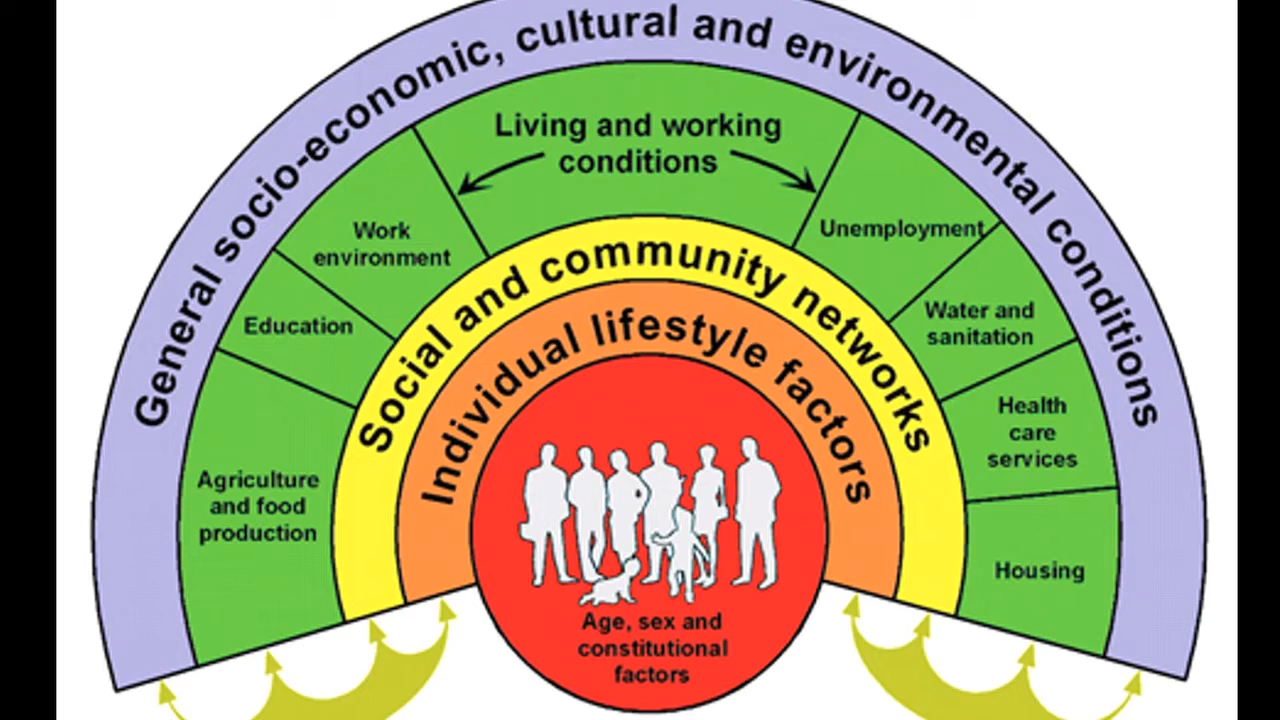 General socio-economic, cultural and environmental conditions
Living and working
conditions
Work
environment
Unemployment
Education
Water and
sanitation
Agriculture
and food
production
Health
care
services
Housing
Social and community networks
Individual lifestyle factors
Age, sex and
constitutional
factors